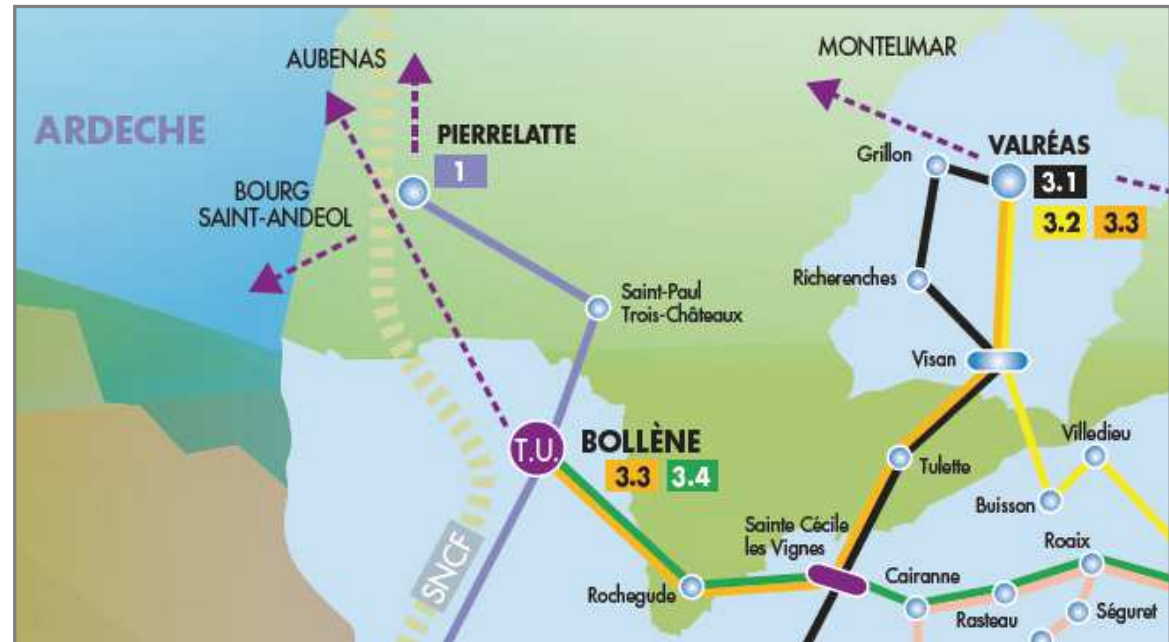 AUBENAS
MONTELIMAR
ARDECHE
PIERRELATTE
1
Grillon
VALRÉAS
3.1
3.2 3.3
BOURG
SAINT-ANDEOL
Richerenches
Saint-Paul
Trois-Châteaux
Visan
T.U.
BOLLÈNE
3.3 3.4
Villedieu
Tulette
Buisson
Sainte Cécile
les Vignes
SNCF
Rochegude
Cairanne
Roaix
Rasteau
Séguret